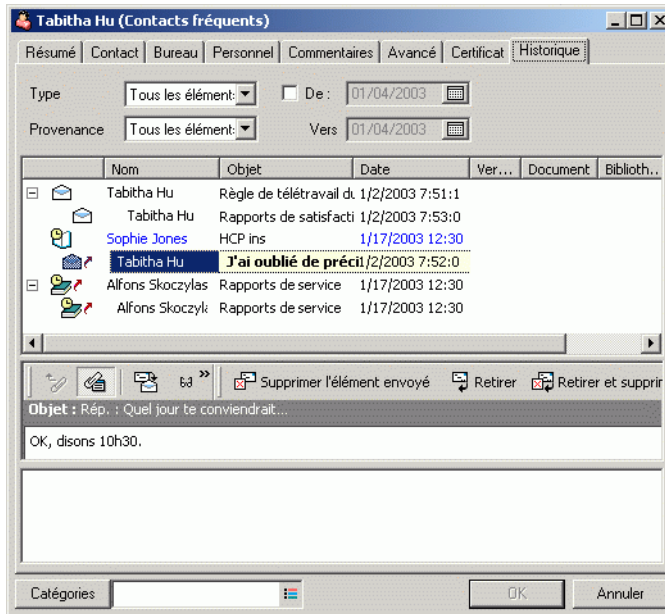 Tabitha Hu (Contacts fréquents)
Résumé Contact Bureau Personnel Commentaires Avancé Certificat Historique
Type Tous les élément: De : 01/04/2003
Provenance Tous les élément: Vers 01/04/2003
Nom Objet Date Ver... Document Biblioth...
Tabitha Hu Règle de télétravail du 1/2/2003 7:51:1
Tabitha Hu Rapports de satisfacti 1/2/2003 7:53:0
Sophie Jones HCP ins 1/17/2003 12:30
Tabitha Hu J'ai oublié de préci 1/2/2003 7:52:0
Alfons Skoczylas Rapports de service 1/17/2003 12:30
Alfons Skoczyla Rapports de service 1/17/2003 12:30
» Supprimer l'élément envoyé Retirer Retirer et supprir
Objet : Rép. : Quel jour te conviendrait...
OK, disons 10h30.
Catégories OK Annuler